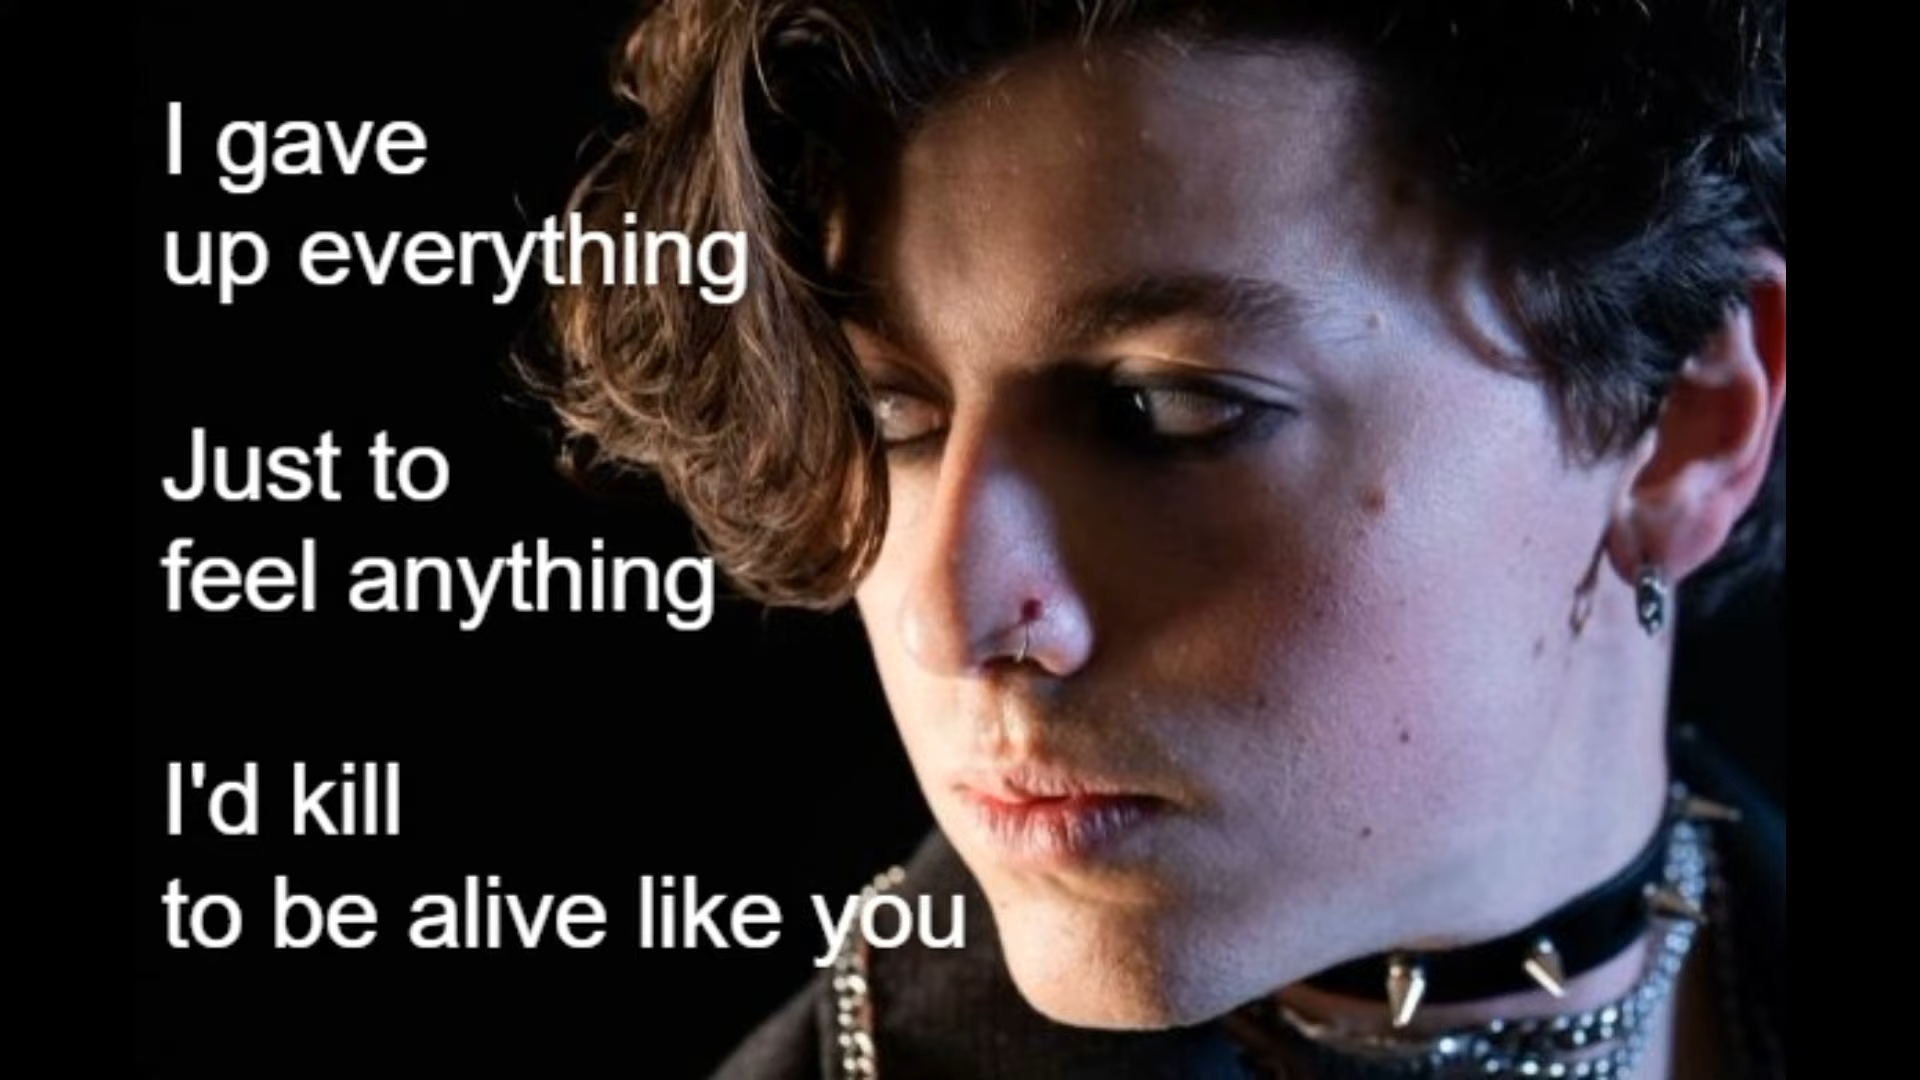 I gave
up everything
Just to
feel anything
I'd kill
to be alive like you